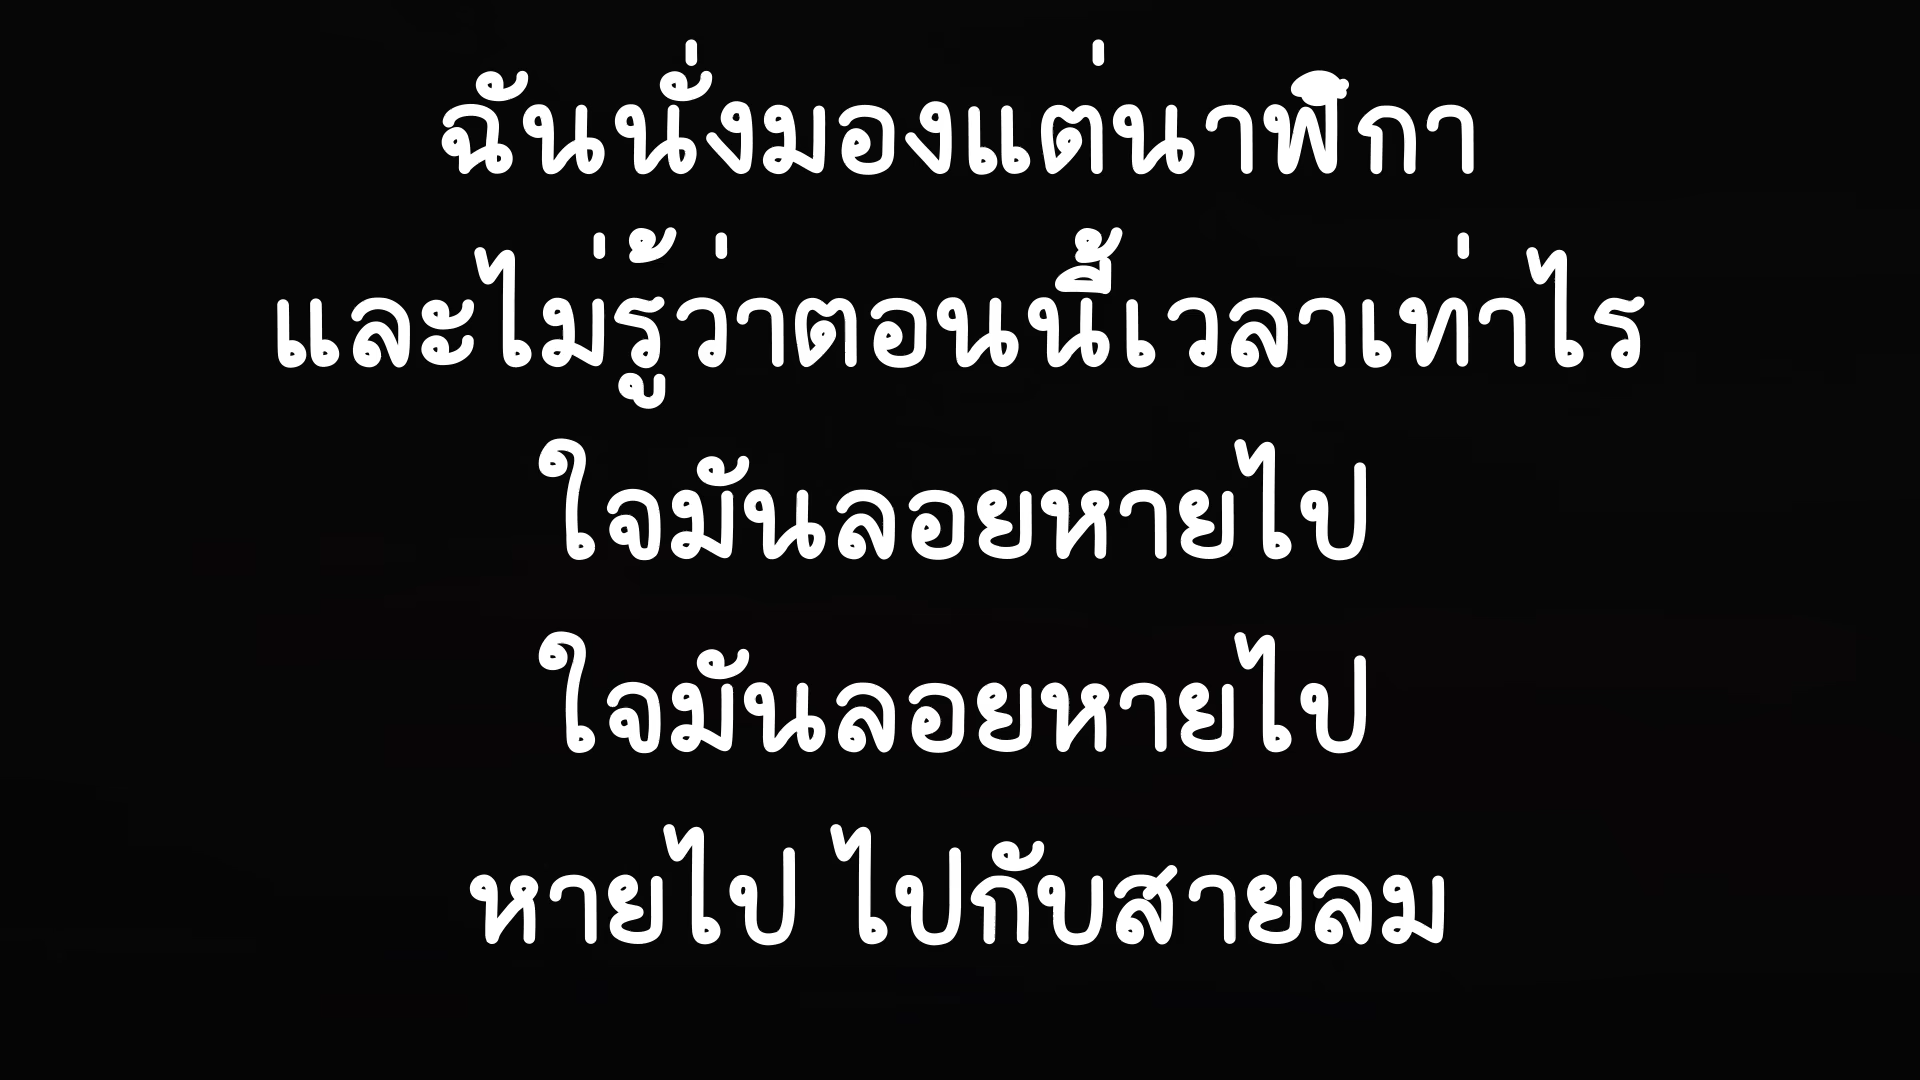 ฉันนั่งมองแต่นาฬิกา
และไม่รู้ว่าตอนนี้เวลาเท่าไร
ใจมันลอยหายไป
ใจมันลอยหายไป
หายไป ไปกับสายลม